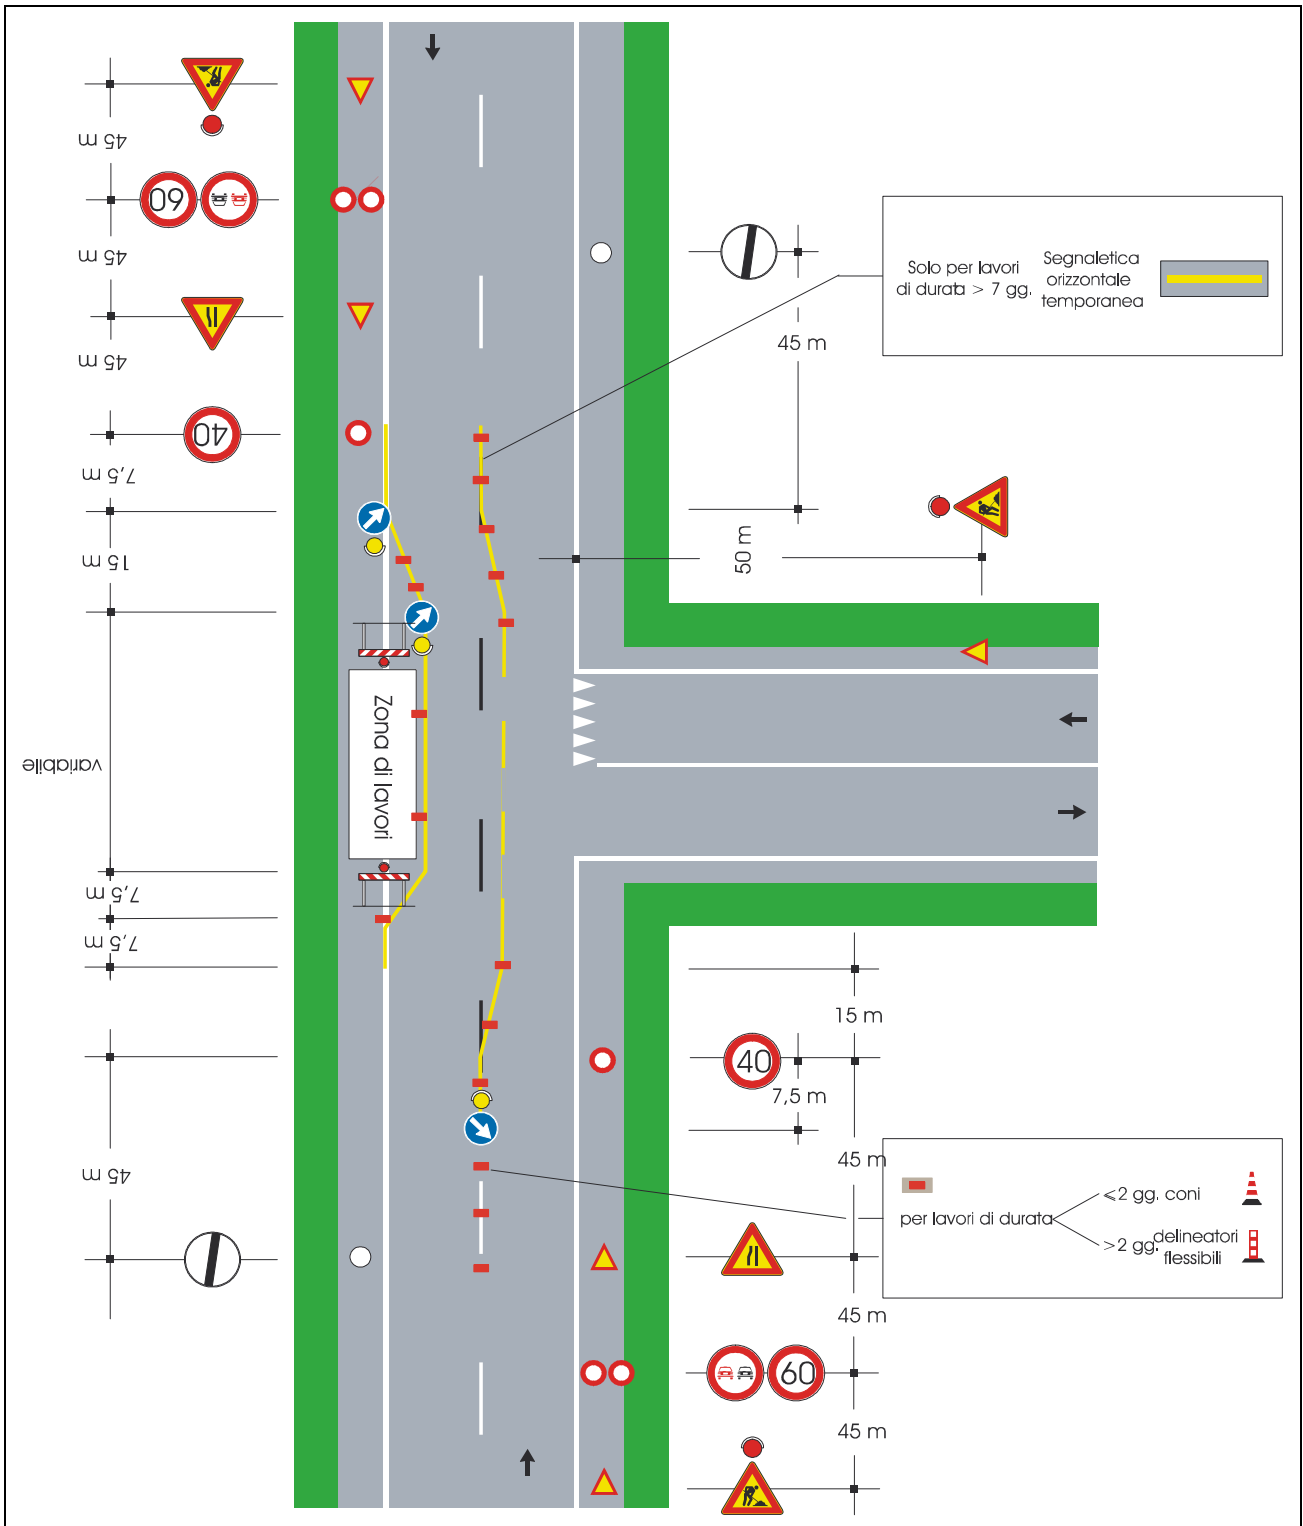 45 m
60
45 m
45 m
40
7,5 m
15 m
variabile
7,5 m
7,5 m
45 m
Zona di lavori
Solo per lavori
di durata > 7 gg.
Segnaletica
orizzontale
temporanea
45 m
50 m
15 m
40
7,5 m
45 m
per lavori di durata
⩽2 gg. coni
>2 gg. delineatori
flessibili
45 m
60
45 m